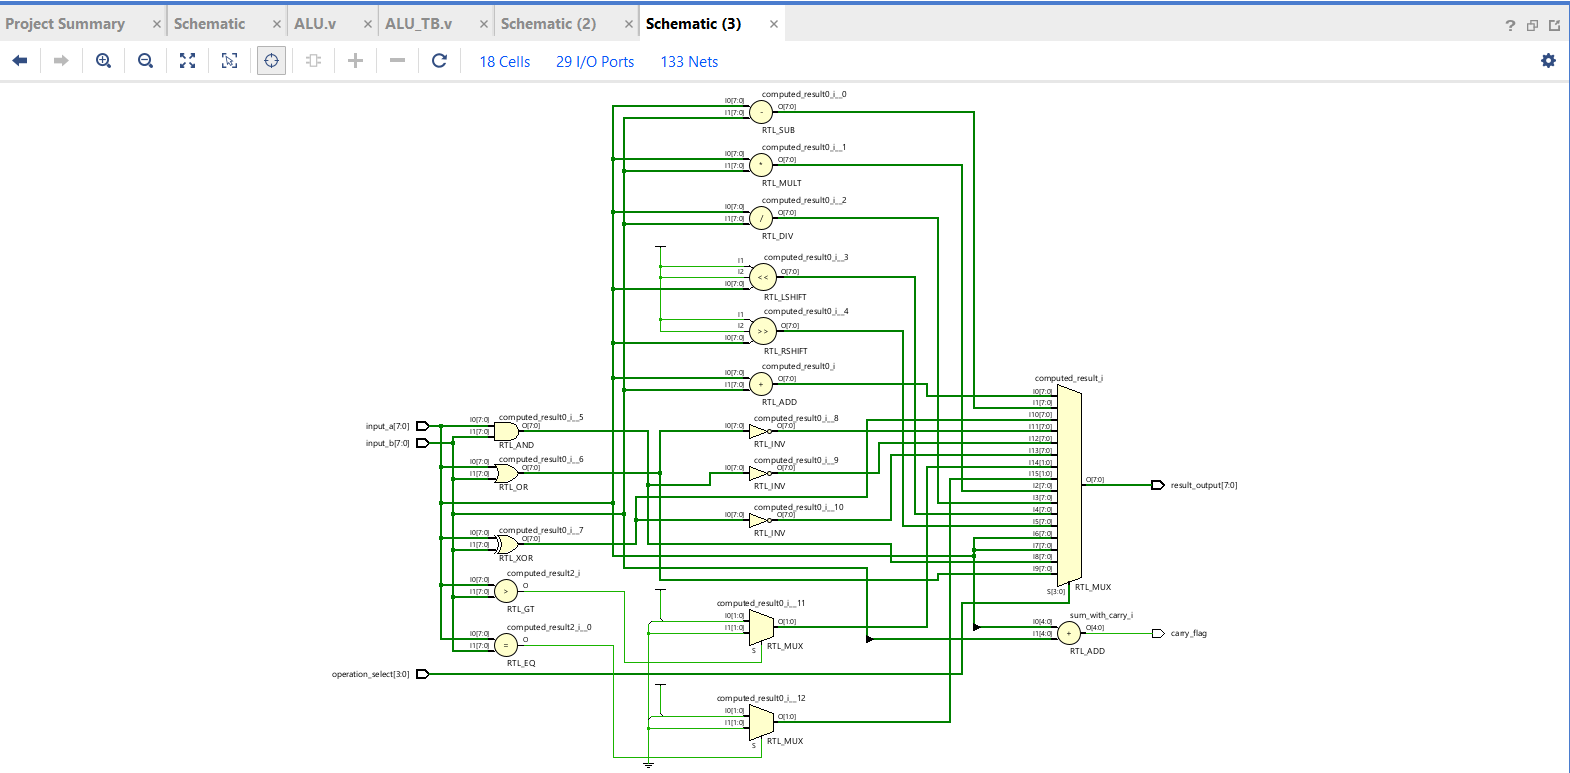 Project Summary × Schematic × ALU.v × ALU_TB.v × Schematic (2) × Schematic (3) ×
18 Cells 29 I/O Ports 133 Nets
computed_result0_i__0
I0[7:0] O[7:0]
I1[7:0]
-
RTL_SUB
computed_result0_i__1
I0[7:0] O[7:0]
I1[7:0]
*
RTL_MULT
computed_result0_i__2
I0[7:0] O[7:0]
I1[7:0]
/
RTL_DIV
computed_result0_i__3
I1
I2 O[7:0]
I0[7:0]
<<
RTL_LSHIFT
computed_result0_i__4
I1
I2 O[7:0]
I0[7:0]
>>
RTL_RSHIFT
computed_result0_i
I0[7:0] O[7:0]
I1[7:0]
+
RTL_ADD
input_a[7:0]
input_b[7:0]
operation_select[3:0]
computed_result0_i__5
I0[7:0] O[7:0]
I1[7:0]
RTL_AND
computed_result0_i__6
I0[7:0] O[7:0]
I1[7:0]
RTL_OR
computed_result0_i__7
I0[7:0] O[7:0]
I1[7:0]
RTL_XOR
computed_result2_i
I0[7:0] O
I1[7:0]
>
RTL_GT
computed_result2_i__0
I0[7:0] O
I1[7:0]
=
RTL_EQ
computed_result0_i__8
I0[7:0] O[7:0]
RTL_INV
computed_result0_i__9
I0[7:0] O[7:0]
RTL_INV
computed_result0_i__10
I0[7:0] O[7:0]
RTL_INV
computed_result0_i__11
I0[1:0] O[1:0]
I1[1:0]
S
RTL_MUX
computed_result0_i__12
I0[1:0] O[1:0]
I1[1:0]
S
RTL_MUX
computed_result_i
I0[7:0]
I1[7:0]
I10[7:0]
I11[7:0]
I12[7:0]
I13[7:0]
I14[1:0]
I15[1:0] O[7:0]
I2[7:0]
I3[7:0]
I4[7:0]
I5[7:0]
I6[7:0]
I7[7:0]
I8[7:0]
I9[7:0]
S[3:0]
RTL_MUX
result_output[7:0]
sum_with_carry_i
I0[4:0] O[4:0]
I1[4:0]
+
RTL_ADD
carry_flag